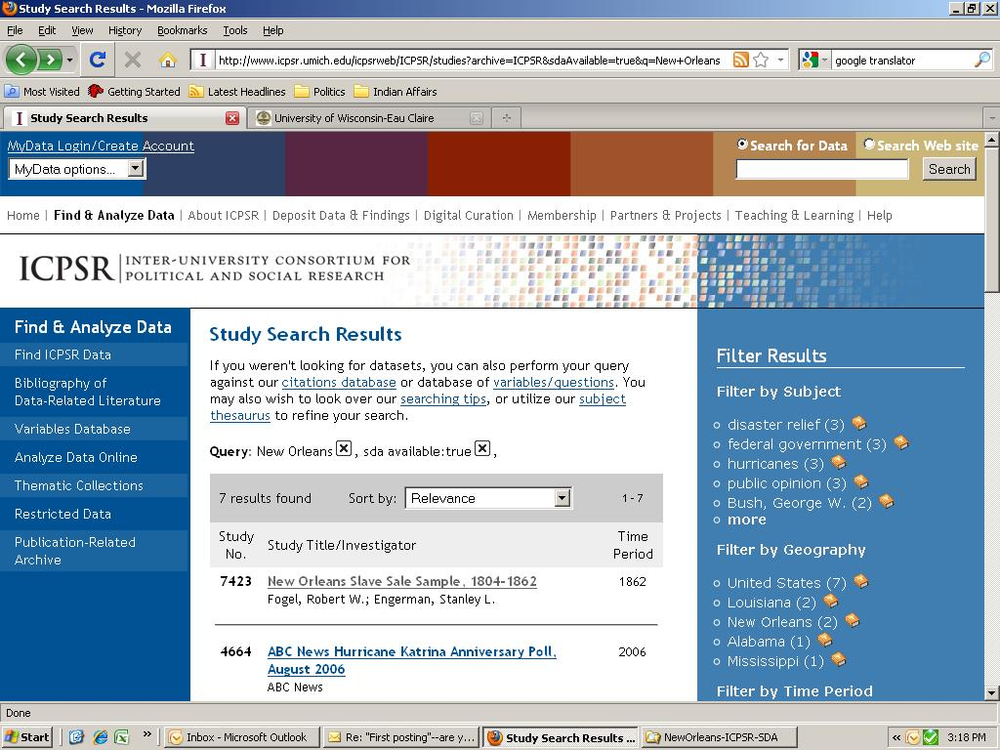 Study Search Results - Mozilla Firefox
File Edit View History Bookmarks Tools Help
http://www.icpsr.umich.edu/icpsrweb/ICPSR/studies?archive=ICPSR&sdaAvailable=true&q=New+Orleans
google translator
Most Visited Getting Started Latest Headlines Politics Indian Affairs
Study Search Results University of Wisconsin-Eau Claire
MyData Login/Create Account
MyData options...
Search for Data Search Web site
Search
Home | Find & Analyze Data | About ICPSR | Deposit Data & Findings | Digital Curation | Membership | Partners & Projects | Teaching & Learning | Help
ICPSR INTER-UNIVERSITY CONSORTIUM FOR
POLITICAL AND SOCIAL RESEARCH
Find & Analyze Data
Find ICPSR Data
Bibliography of
Data-Related Literature
Variables Database
Analyze Data Online
Thematic Collections
Restricted Data
Publication-Related
Archive
Study Search Results
If you weren't looking for datasets, you can also perform your query
against our citations database or database of variables/questions. You
may also wish to look over our searching tips, or utilize our subject
thesaurus to refine your search.
Query: New Orleans , sda available:true ,
7 results found Sort by: Relevance 1 - 7
Study
No.
Study Title/Investigator
Time
Period
7423 New Orleans Slave Sale Sample, 1804-1862 1862
Fogel, Robert W.; Engerman, Stanley L.
4664 ABC News Hurricane Katrina Anniversary Poll, 2006
August 2006
ABC News
Filter Results
Filter by Subject
disaster relief (3)
federal government (3)
hurricanes (3)
public opinion (3)
Bush, George W. (2)
more
Filter by Geography
United States (7)
Louisiana (2)
New Orleans (2)
Alabama (1)
Mississippi (1)
Filter by Time Period
Done
Start Inbox - Microsoft Outlook Re: "First posting"--are y... Study Search Results ... NewOrleans-ICPSR-SDA 3:18 PM